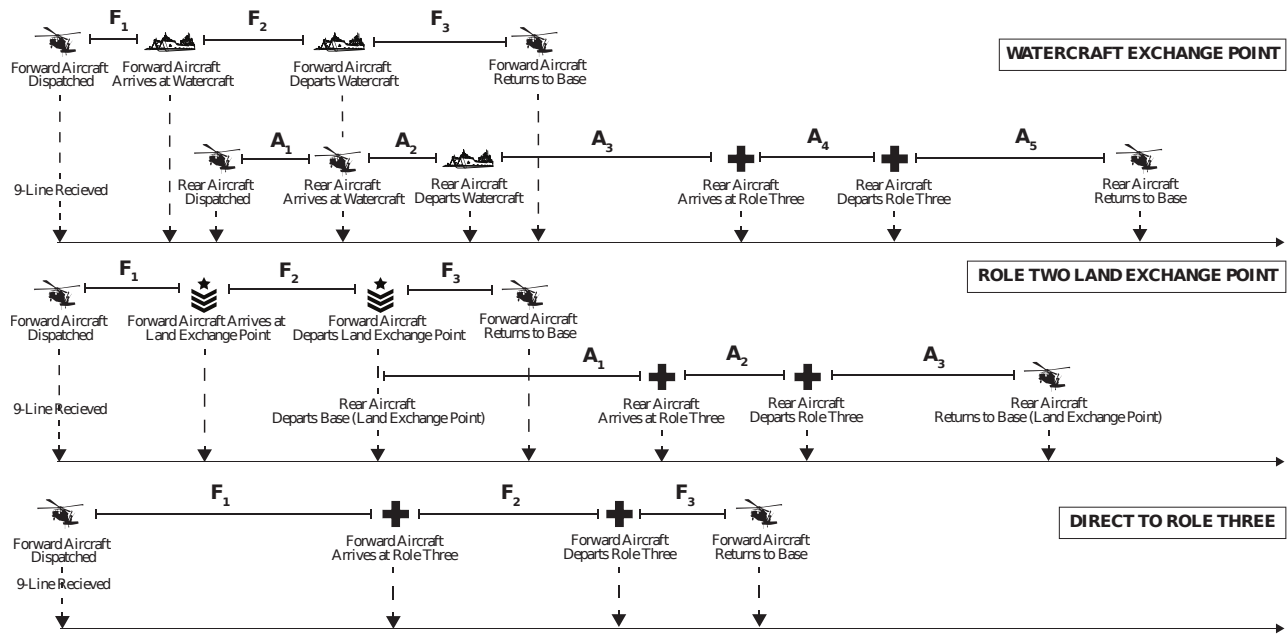 F1 F2 F3
WATERCRAFT EXCHANGE POINT
Forward Aircraft
Dispatched
Forward Aircraft
Arrives at Watercraft
Forward Aircraft
Departs Watercraft
Forward Aircraft
Returns to Base
A1 A2 A3 A4 A5
9-Line Recieved
Rear Aircraft
Dispatched
Rear Aircraft
Arrives at Watercraft
Rear Aircraft
Departs Watercraft
Rear Aircraft
Arrives at Role Three
Rear Aircraft
Departs Role Three
Rear Aircraft
Returns to Base
F1 F2 F3
ROLE TWO LAND EXCHANGE POINT
Forward Aircraft
Dispatched
Forward Aircraft Arrives at
Land Exchange Point
Forward Aircraft
Departs Land Exchange Point
Forward Aircraft
Returns to Base
A1 A2 A3
9-Line Recieved
Rear Aircraft
Departs Base (Land Exchange Point)
Rear Aircraft
Arrives at Role Three
Rear Aircraft
Departs Role Three
Rear Aircraft
Returns to Base (Land Exchange Point)
F1 F2 F3
DIRECT TO ROLE THREE
Forward Aircraft
Dispatched
Forward Aircraft
Arrives at Role Three
Forward Aircraft
Departs Role Three
Forward Aircraft
Returns to Base
9-Line Recieved